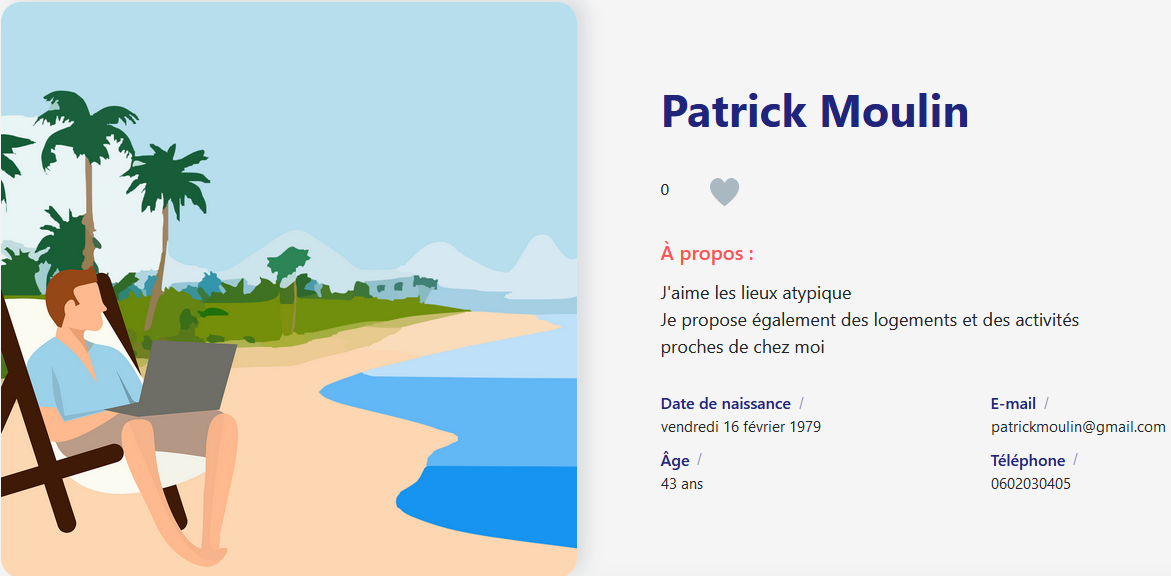 Patrick Moulin
0
À propos :
J'aime les lieux atypique
Je propose également des logements et des activités
proches de chez moi
Date de naissance /
vendredi 16 février 1979
E-mail /
patrickmoulin@gmail.com
Âge /
43 ans
Téléphone /
0602030405